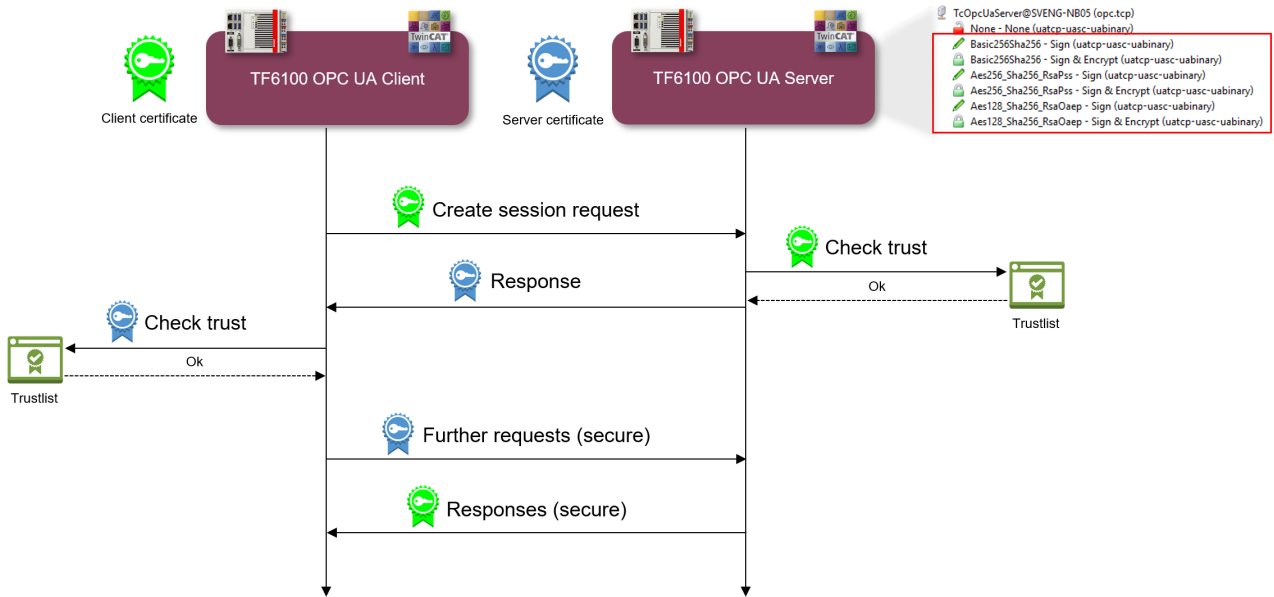 TwinCAT
TF6100 OPC UA Client
Client certificate
TwinCAT
TF6100 OPC UA Server
Server certificate
TcOpcUaServer@SVENG-NB05 (opc.tcp)
None - None (uatcp-uasc-uabinary)
Basic256Sha256 - Sign (uatcp-uasc-uabinary)
Basic256Sha256 - Sign & Encrypt (uatcp-uasc-uabinary)
Aes256_Sha256_RsaPss - Sign (uatcp-uasc-uabinary)
Aes256_Sha256_RsaPss - Sign & Encrypt (uatcp-uasc-uabinary)
Aes128_Sha256_RsaOaep - Sign (uatcp-uasc-uabinary)
Aes128_Sha256_RsaOaep - Sign & Encrypt (uatcp-uasc-uabinary)
Create session request
Check trust
Response
Ok
Trustlist
Check trust
Ok
Trustlist
Further requests (secure)
Responses (secure)